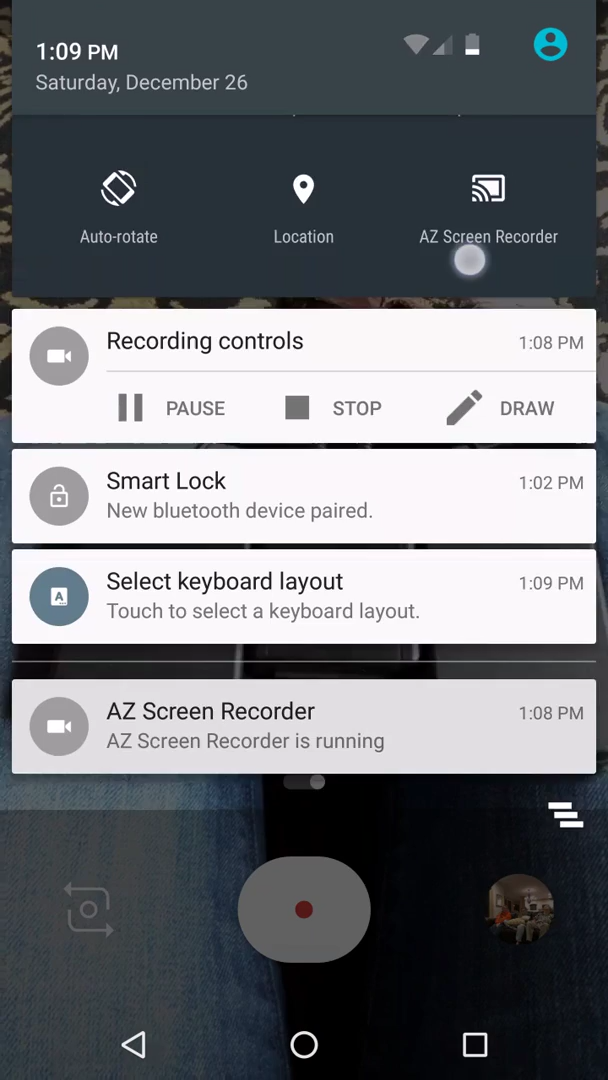 1:09 PM
Saturday, December 26
Auto-rotate
Location
AZ Screen Recorder
Recording controls
1:08 PM
PAUSE
STOP
DRAW
Smart Lock
1:02 PM
New bluetooth device paired.
Select keyboard layout
1:09 PM
Touch to select a keyboard layout.
AZ Screen Recorder
1:08 PM
AZ Screen Recorder is running